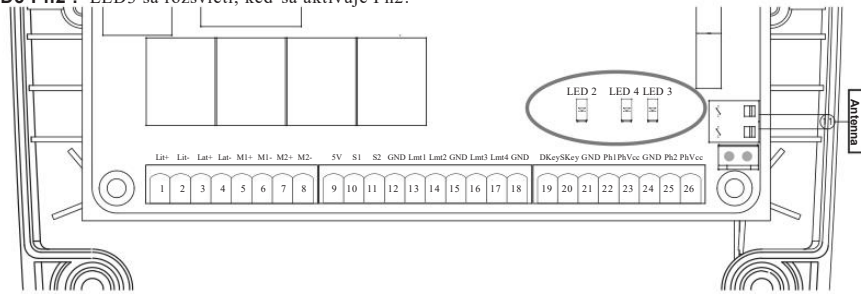 LED3 sa rozsvieti, keď sa aktivuje Ph2.
LED 2 LED 4 LED 3
Antenna
11
Lit+ Lit- Lat+ Lat- M1+ M1- M2+ M2- 5V S1 S2 GND Lmt1 Lmt2 GND Lmt3 Lmt4 GND DKey SKey GND Ph1 PhVcc GND Ph2 PhVcc
1 2 3 4 5 6 7 8 9 10 11 12 13 14 15 16 17 18 19 20 21 22 23 24 25 26